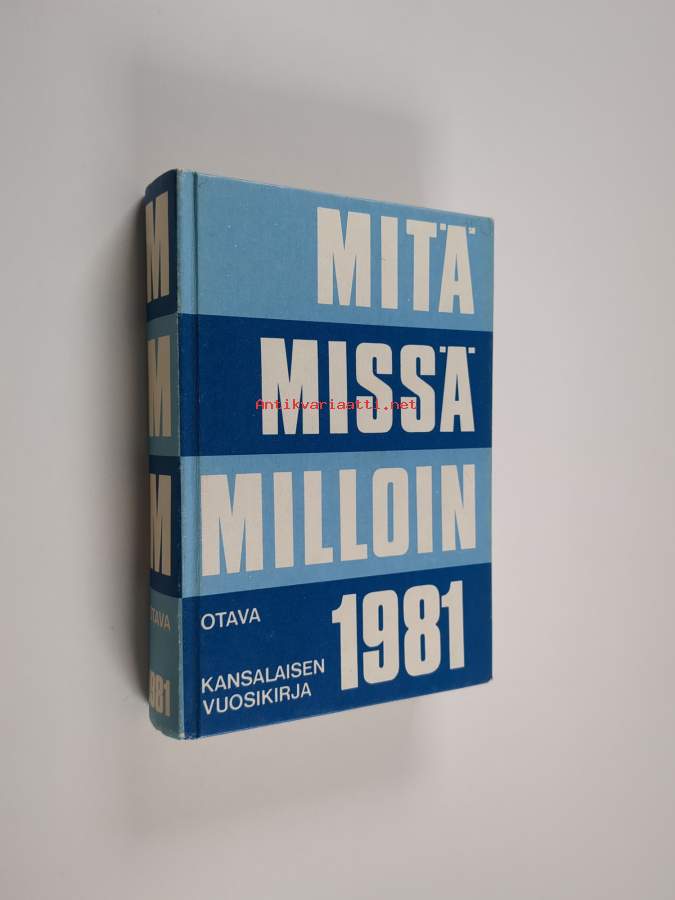 MITÄ
MISSÄ
Antikvariaatti.net
MILLOIN
OTAVA
1981
KANSALAISEN
VUOSIKIRJA
M
M
M
OTAVA
1981